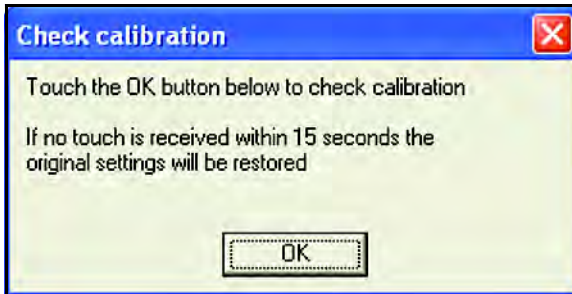 Check calibration
Touch the OK button below to check calibration
If no touch is received within 15 seconds the
original settings will be restored
OK